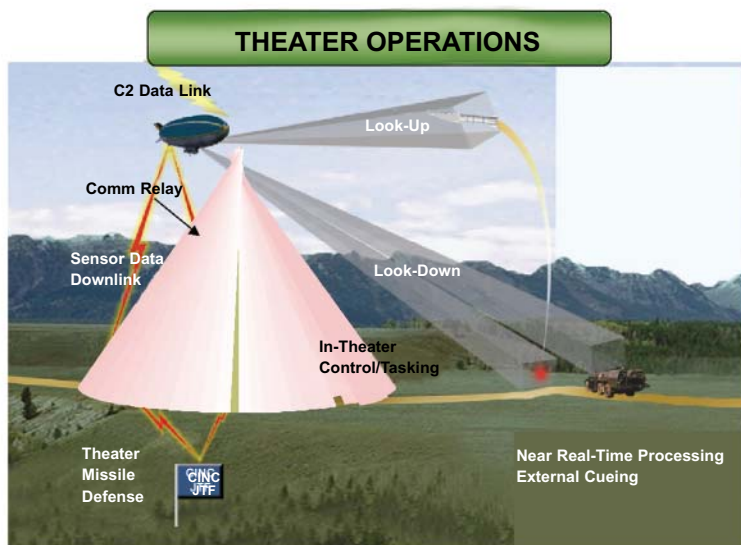 THEATER OPERATIONS
C2 Data Link
Look-Up
Comm Relay
Sensor Data
Downlink
Look-Down
In-Theater
Control/Tasking
Theater
Missile
Defense
CINC
JTF
Near Real-Time Processing
External Cueing